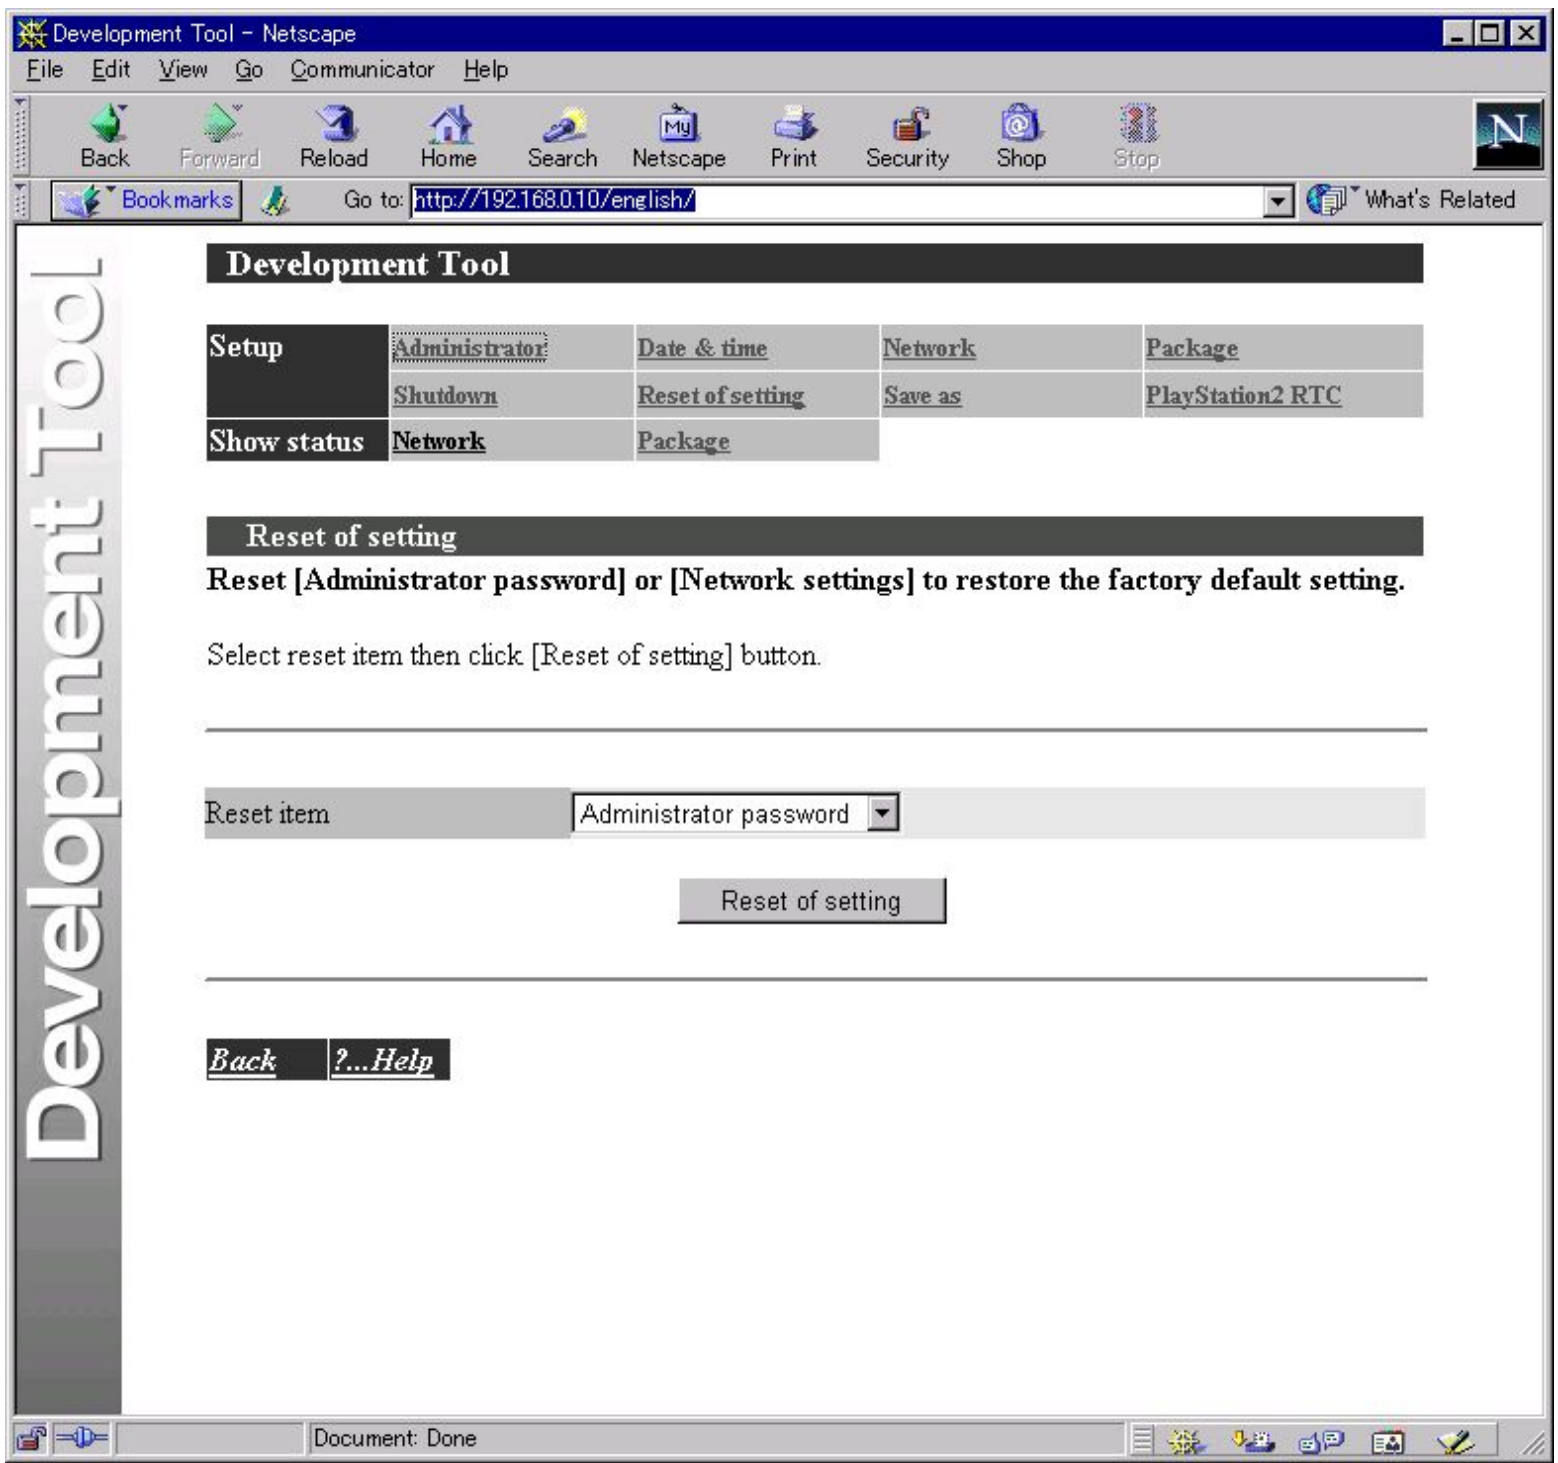 Development Tool - Netscape
File Edit View Go Communicator Help
Back Forward Reload Home Search Netscape Print Security Shop Stop
My
N
Bookmarks Go to: http://192.168.0.10/english/ What's Related
Development Tool
Development Tool
Setup Administrator Date & time Network Package
Shutdown Reset of setting Save as PlayStation2 RTC
Show status Network Package
Reset of setting
Reset [Administrator password] or [Network settings] to restore the factory default setting.
Select reset item then click [Reset of setting] button.
Reset item Administrator password
Reset of setting
Back ?...Help
Document: Done